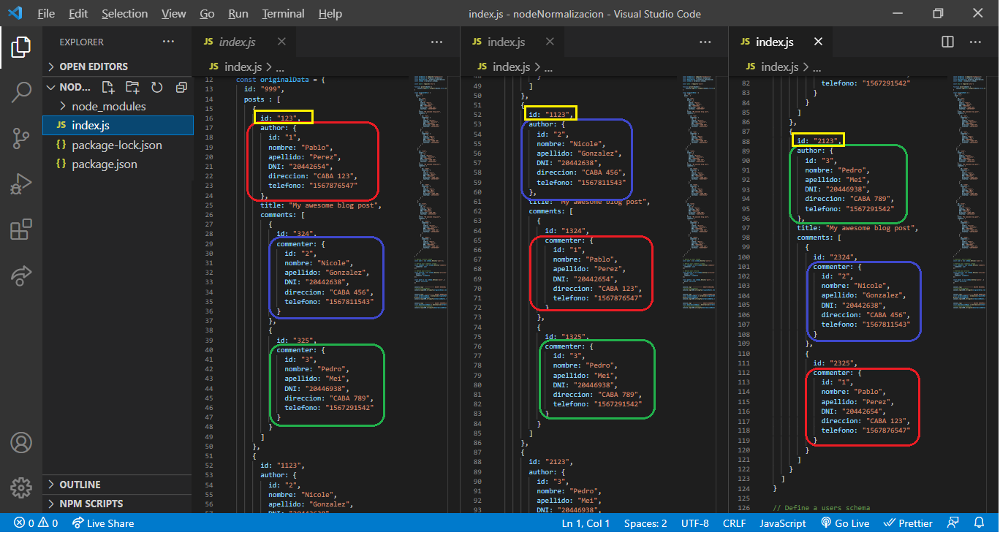 File Edit Selection View Go Run Terminal Help
index.js - nodeNormalizacion - Visual Studio Code
EXPLORER
OPEN EDITORS
NOD...
node_modules
JS index.js
{} package-lock.json
{} package.json
OUTLINE
NPM SCRIPTS
JS index.js
JS index.js > ...
12 const originalData = {
13 id: "999",
14 posts : [
15 {
16 id: "123",
17 author: {
18 id: "1",
19 nombre: "Pablo",
20 apellido: "Perez",
21 DNI: "20442654",
22 direccion: "CABA 123",
23 telefono: "1567876547"
24 },
25 title: "My awesome blog post",
26 comments: [
27 {
28 id: "324",
29 commenter: {
30 id: "2",
31 nombre: "Nicole",
32 apellido: "Gonzalez",
33 DNI: "20442638",
34 direccion: "CABA 456",
35 telefono: "1567811543"
36 }
37 },
38 {
39 id: "325",
40 commenter: {
41 id: "3",
42 nombre: "Pedro",
43 apellido: "Mei",
44 DNI: "20446938",
45 direccion: "CABA 789",
46 telefono: "1567291542"
47 }
48 }
49 ]
50 },
51 {
52 id: "1123",
53 author: {
54 id: "2",
55 nombre: "Nicole",
56 apellido: "Gonzalez",
57 DNI: "20442638",
JS index.js
JS index.js > ...
48 }
49 ]
50 },
51 {
52 id: "1123",
53 author: {
54 id: "2",
55 nombre: "Nicole",
56 apellido: "Gonzalez",
57 DNI: "20442638",
58 direccion: "CABA 456",
59 telefono: "1567811543"
60 },
61 title: "My awesome blog post",
62 comments: [
63 {
64 id: "1324",
65 commenter: {
66 id: "1",
67 nombre: "Pablo",
68 apellido: "Perez",
69 DNI: "20442654",
70 direccion: "CABA 123",
71 telefono: "1567876547"
72 }
73 },
74 {
75 id: "1325",
76 commenter: {
77 id: "3",
78 nombre: "Pedro",
79 apellido: "Mei",
80 DNI: "20446938",
81 direccion: "CABA 789",
82 telefono: "1567291542"
83 }
84 }
85 ]
86 },
87 {
88 id: "2123",
89 author: {
90 id: "3",
91 nombre: "Pedro",
92 apellido: "Mei",
93 DNI: "20446938",
JS index.js
JS index.js > ...
82 telefono: "1567291542"
83 }
84 }
85 ]
86 },
87 {
88 id: "2123",
89 author: {
90 id: "3",
91 nombre: "Pedro",
92 apellido: "Mei",
93 DNI: "20446938",
94 direccion: "CABA 789",
95 telefono: "1567291542"
96 },
97 title: "My awesome blog post",
98 comments: [
99 {
100 id: "2324",
101 commenter: {
102 id: "2",
103 nombre: "Nicole",
104 apellido: "Gonzalez",
105 DNI: "20442638",
106 direccion: "CABA 456",
107 telefono: "1567811543"
108 }
109 },
110 {
111 id: "2325",
112 commenter: {
113 id: "1",
114 nombre: "Pablo",
115 apellido: "Perez",
116 DNI: "20442654",
117 direccion: "CABA 123",
118 telefono: "1567876547"
119 }
120 }
121 ]
122 }
123 ]
124 }
125
126 // Define a users schema
0 0 Live Share
Ln 1, Col 1 Spaces: 2 UTF-8 CRLF JavaScript Go Live Prettier